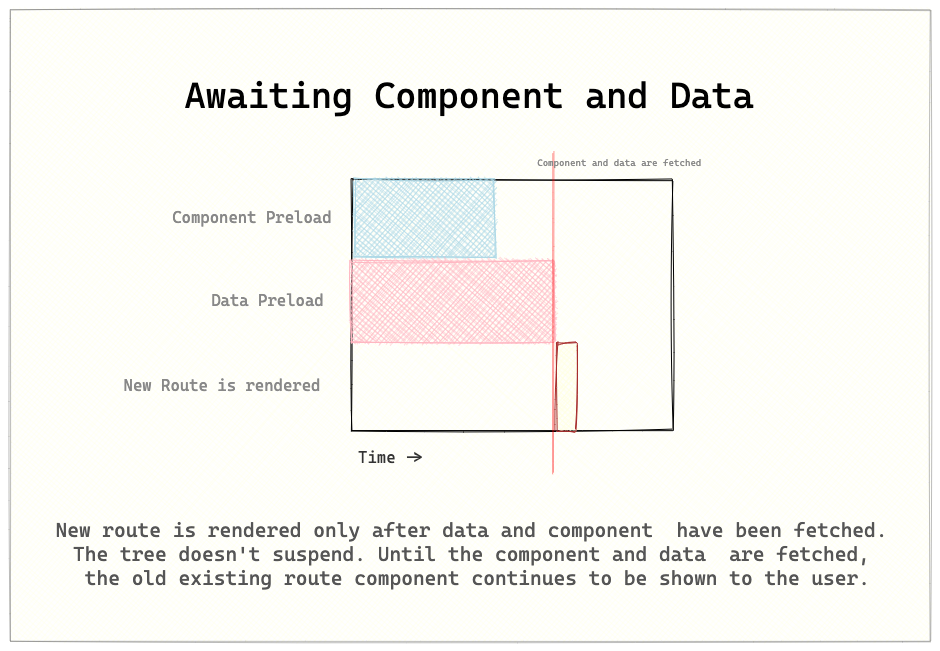 Awaiting Component and Data
Component and data are fetched
Component Preload
Data Preload
New Route is rendered
Time →
New route is rendered only after data and component  have been fetched.
The tree doesn't suspend. Until the component and data  are fetched,
the old existing route component continues to be shown to the user.